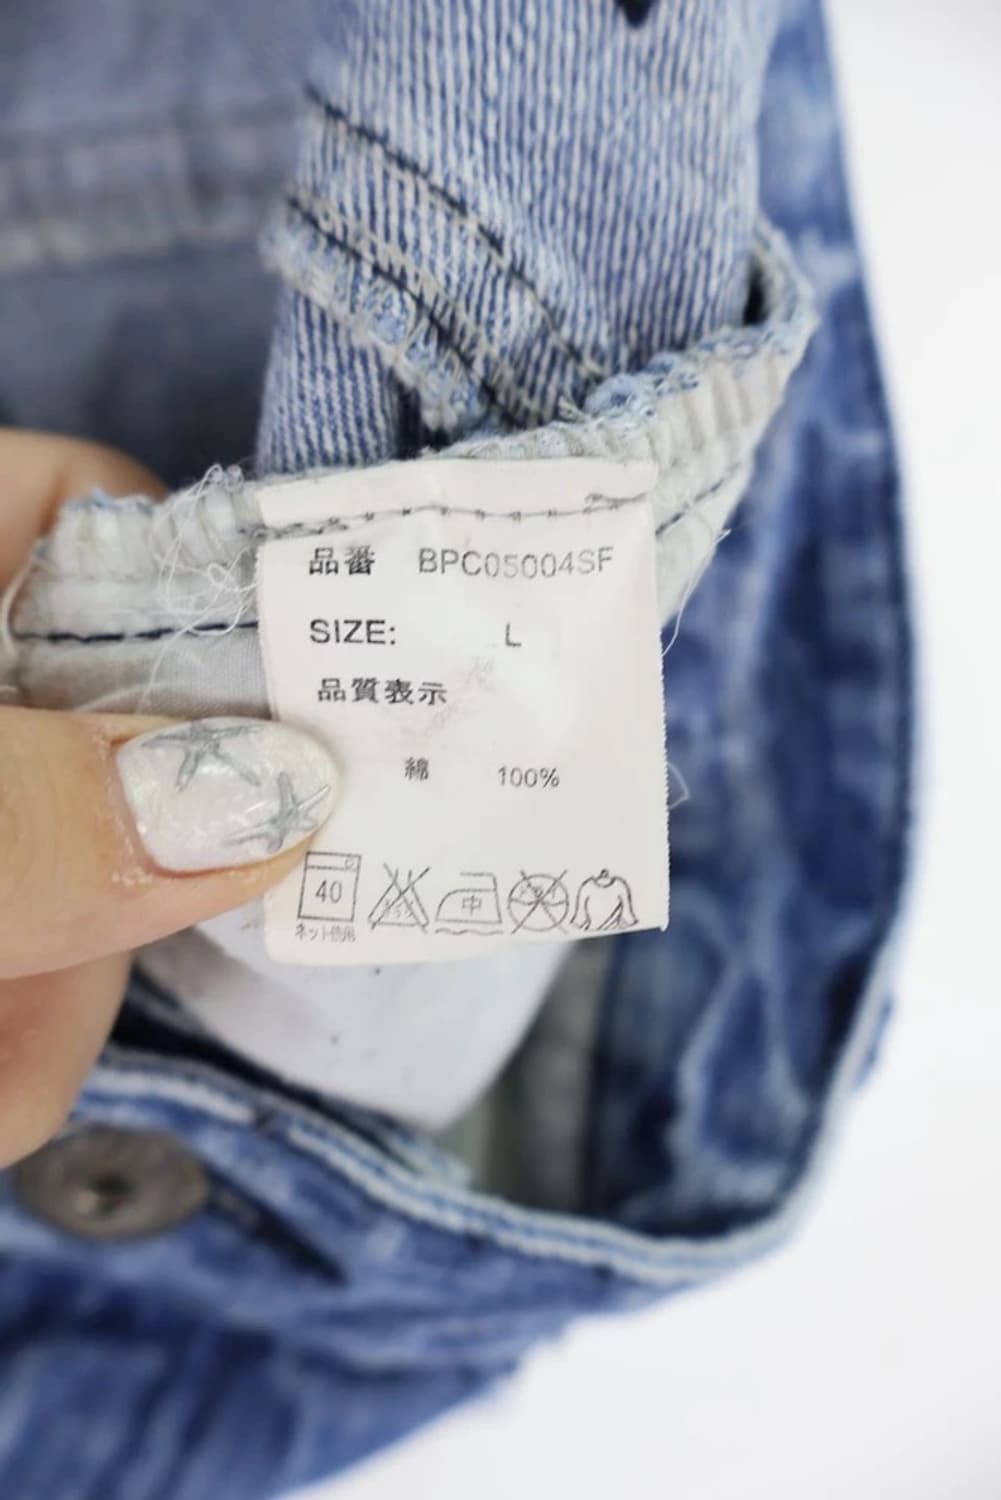 品番 BPC05004SF
SIZE: L
品質表示
綿 100%
40 中
ネット使用